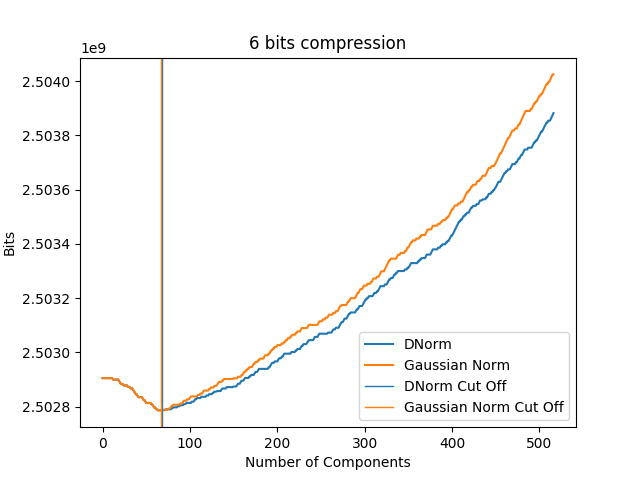 6 bits compression
1e9
2.5040
2.5038
2.5036
2.5034
2.5032
2.5030
2.5028
Bits
0 100 200 300 400 500
Number of Components
DNorm
Gaussian Norm
DNorm Cut Off
Gaussian Norm Cut Off